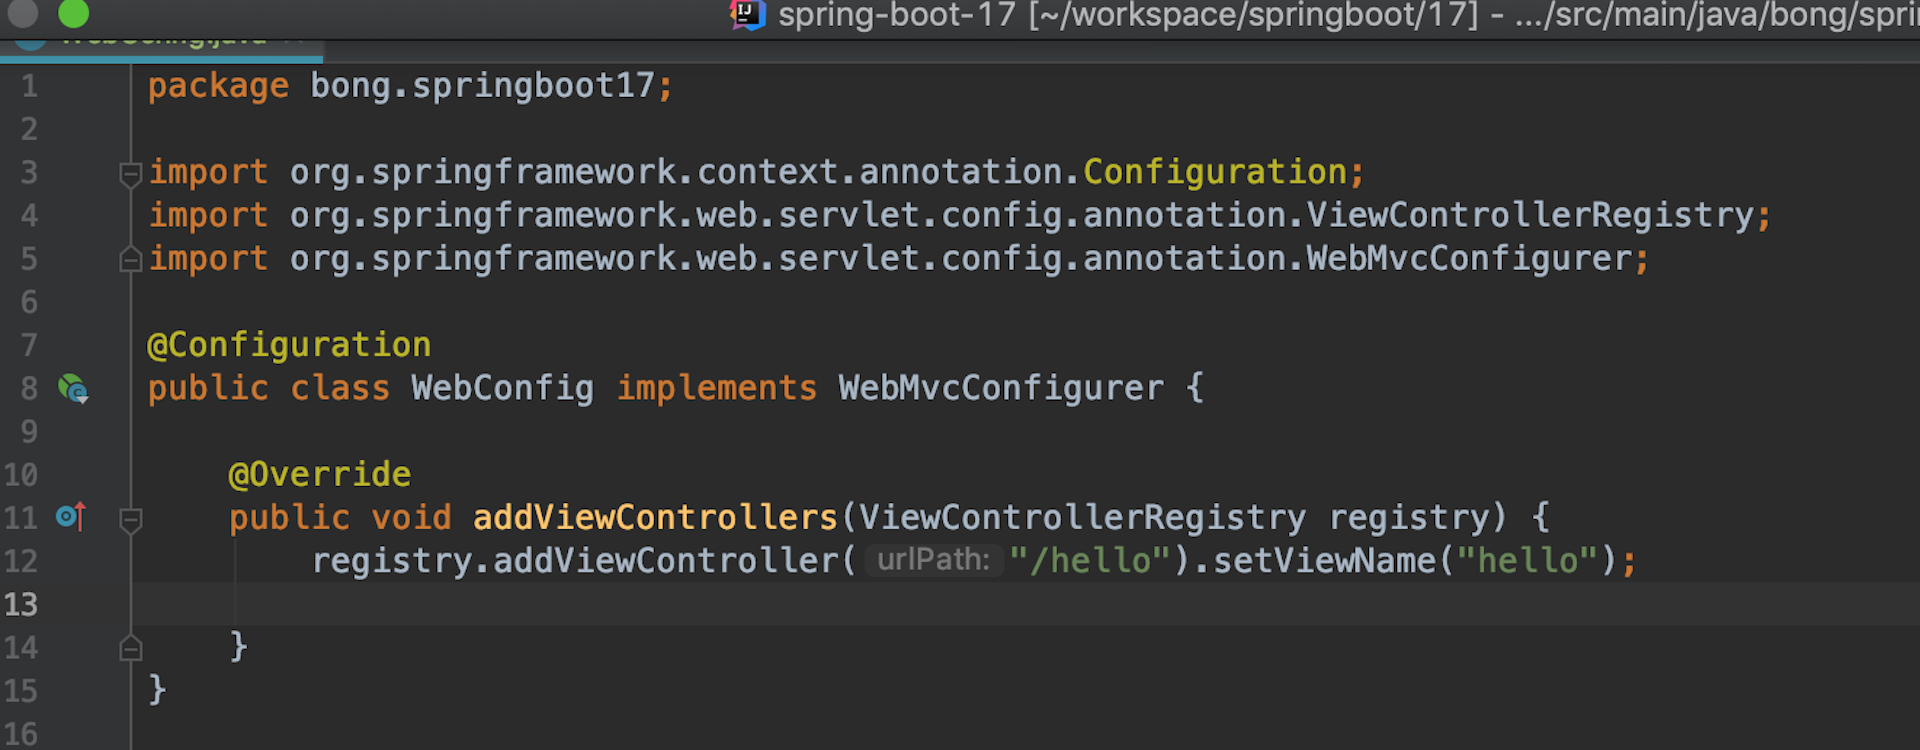 spring-boot-17 [~/workspace/springboot/17] - .../src/main/java/bong/spri
WebConfig.java
1 package bong.springboot17;
2
3 import org.springframework.context.annotation.Configuration;
4 import org.springframework.web.servlet.config.annotation.ViewControllerRegistry;
5 import org.springframework.web.servlet.config.annotation.WebMvcConfigurer;
6
7 @Configuration
8 public class WebConfig implements WebMvcConfigurer {
9
10 @Override
11 public void addViewControllers(ViewControllerRegistry registry) {
12 registry.addViewController( urlPath: "/hello").setViewName("hello");
13
14 }
15 }
16